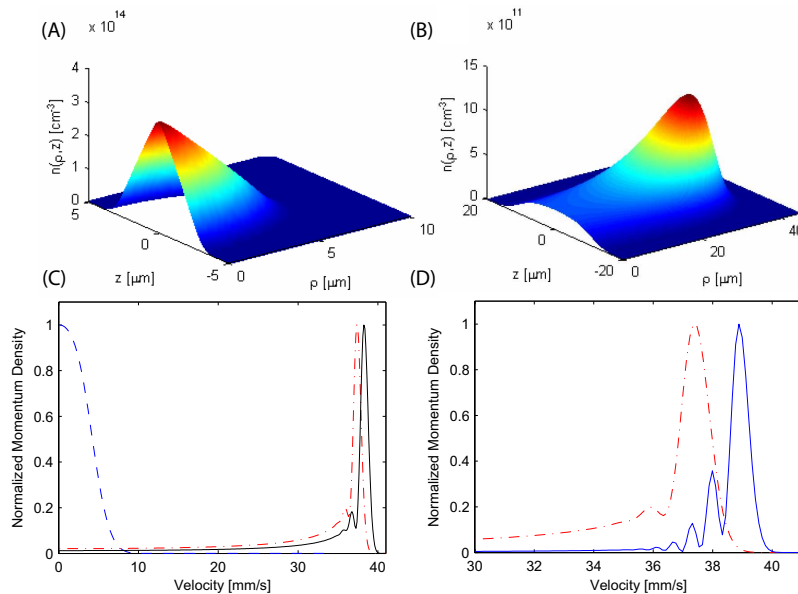 (A)
x 10^14
n(ρ,z) [cm^-3]
4
3
2
1
0
5
0
-5
z [μm]
0
5
10
ρ [μm]
(B)
x 10^11
n(ρ,z) [cm^-3]
15
10
5
0
20
0
-20
z [μm]
0
20
40
ρ [μm]
(C)
Normalized Momentum Density
1
0.8
0.6
0.4
0.2
0
0 10 20 30 40
Velocity [mm/s]
(D)
Normalized Momentum Density
1
0.8
0.6
0.4
0.2
0
30 32 34 36 38 40
Velocity [mm/s]